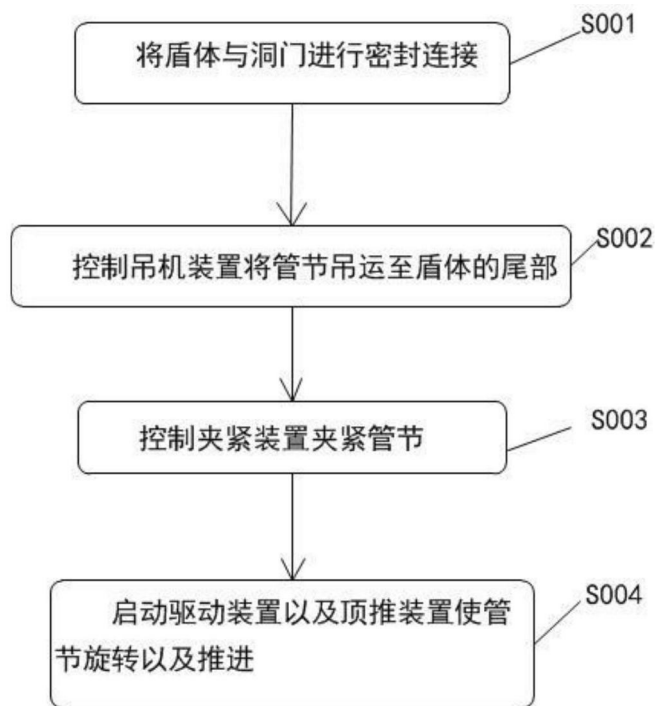 S001
将盾体与洞门进行密封连接
S002
控制吊机装置将管节吊运至盾体的尾部
S003
控制夹紧装置夹紧管节
S004
启动驱动装置以及顶推装置使管
节旋转以及推进